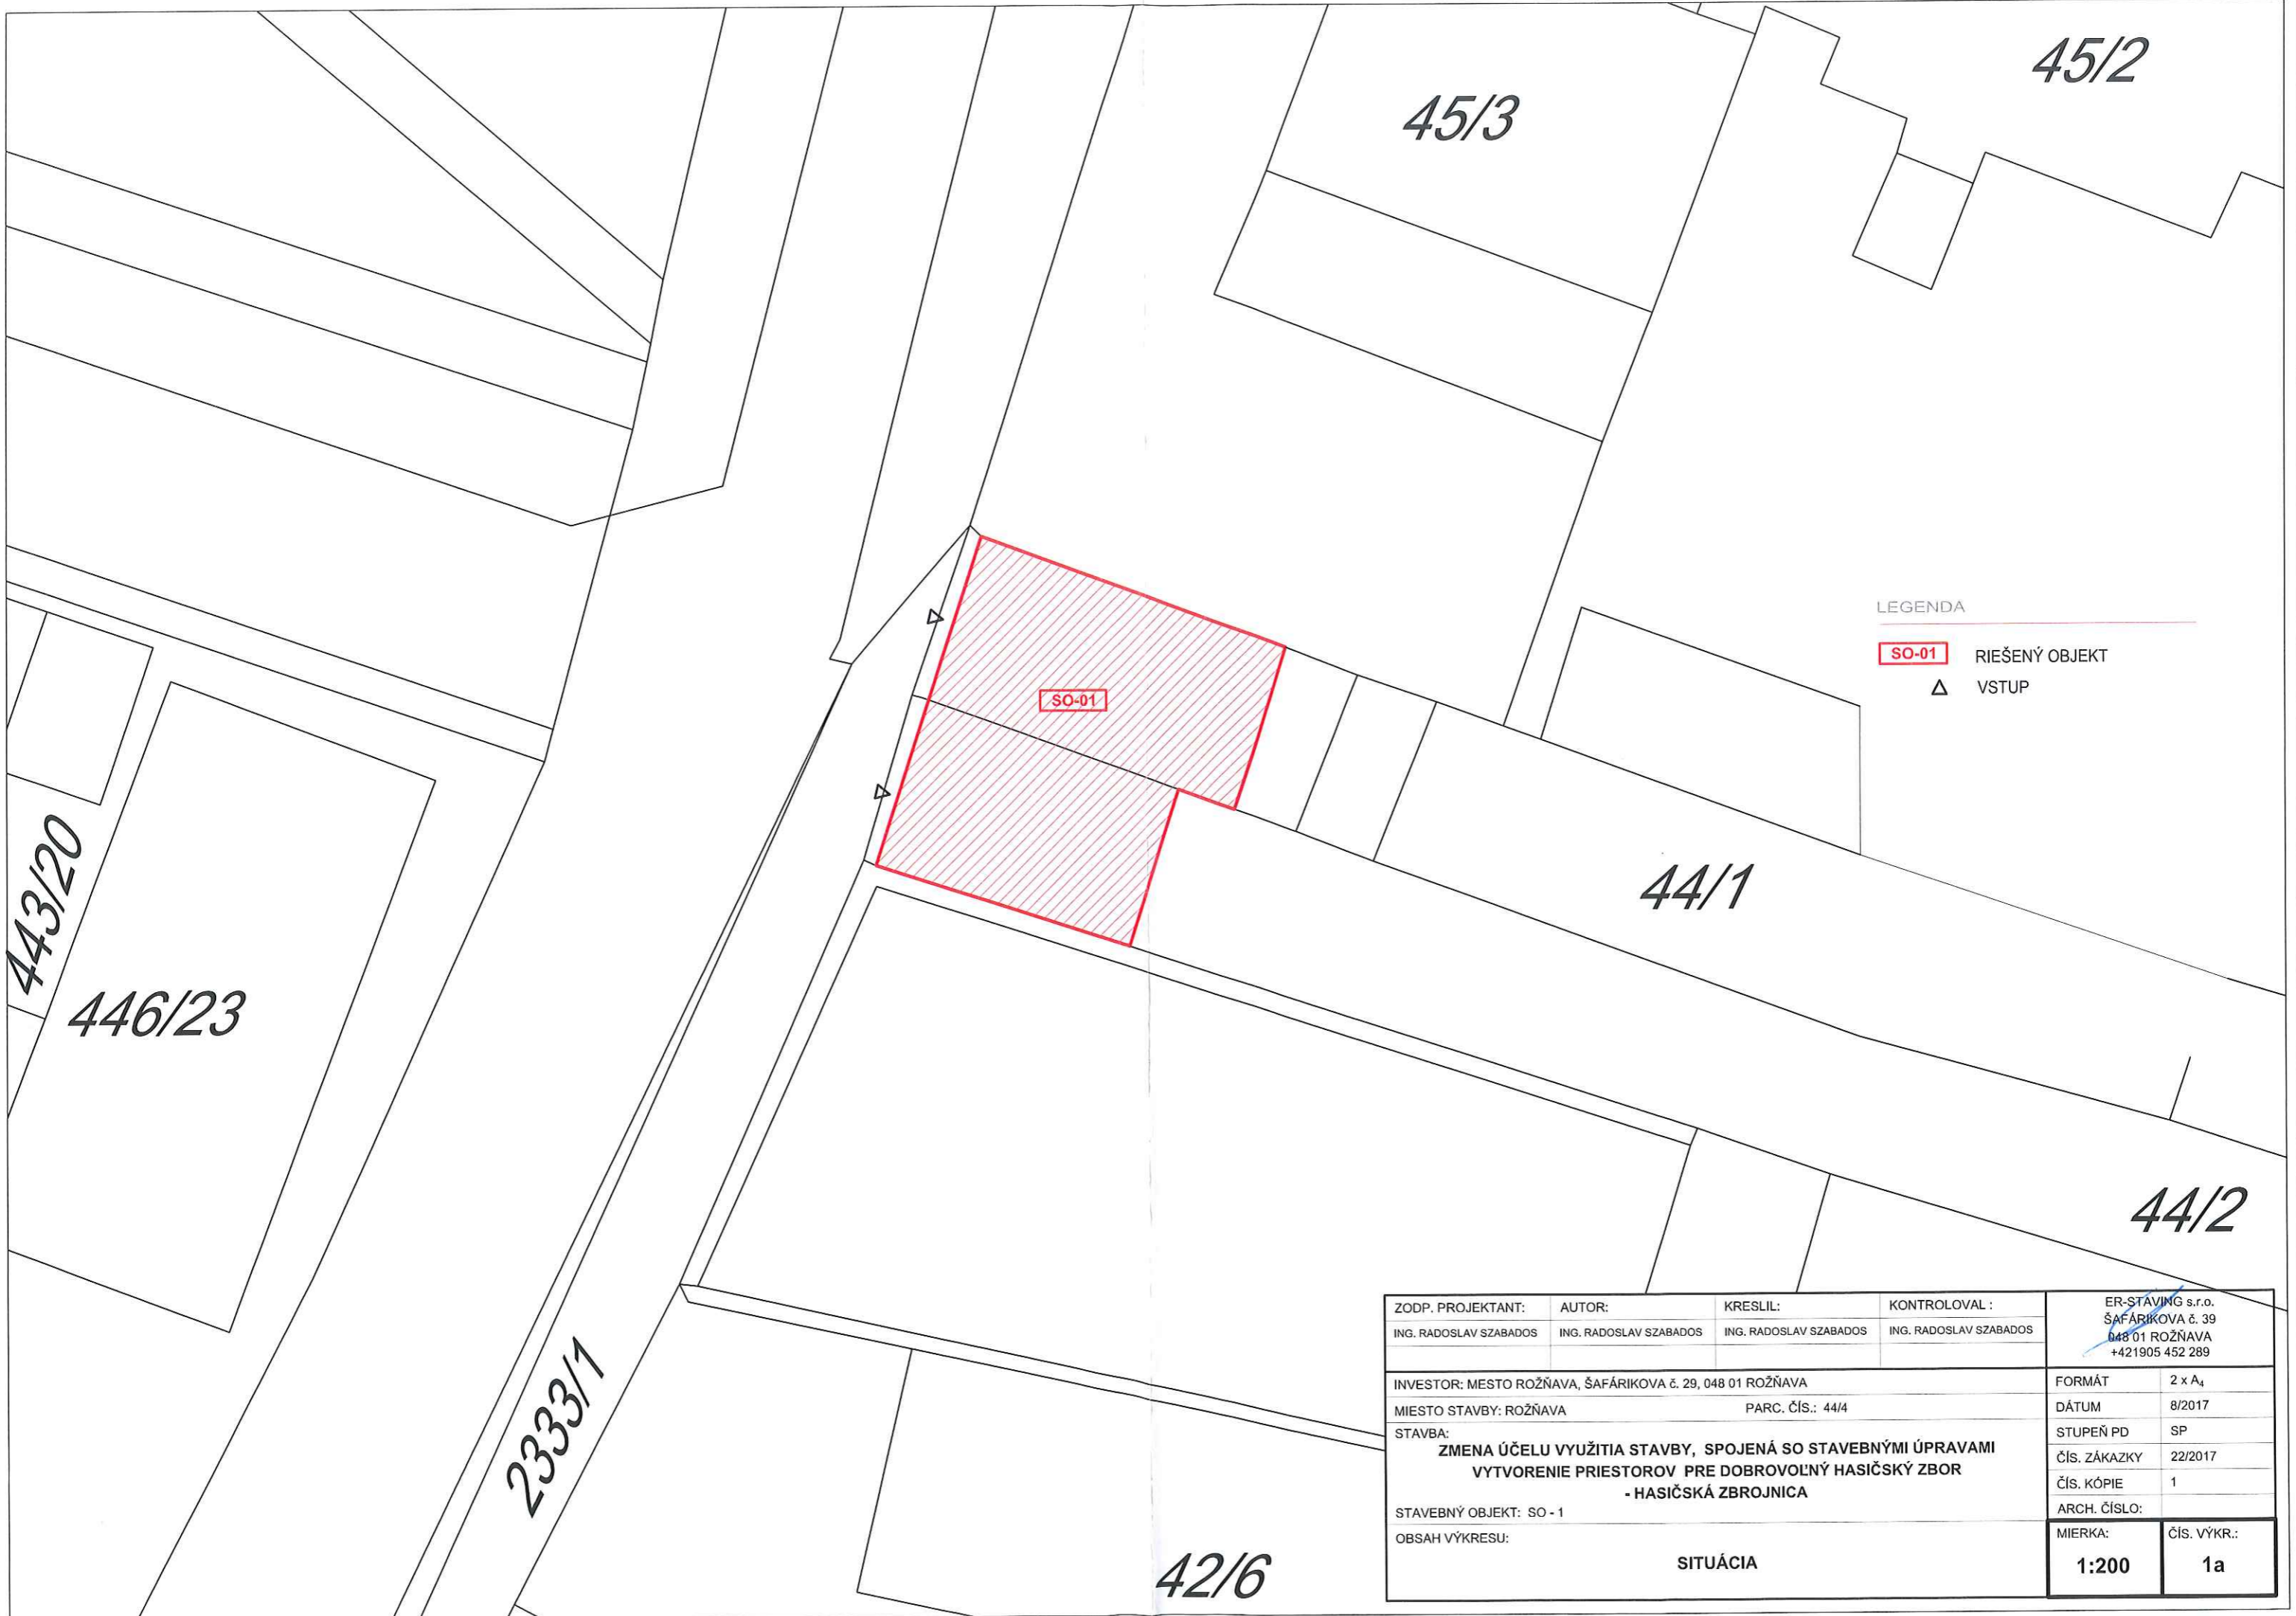 45/2
45/3
LEGENDA
SO-01 RIEŠENÝ OBJEKT
VSTUP
SO-01
44/1
443/20
446/23
44/2
2333/1
42/6
ZODP. PROJEKTANT: AUTOR: KRESLIL: KONTROLOVAL :
ING. RADOSLAV SZABADOS ING. RADOSLAV SZABADOS ING. RADOSLAV SZABADOS ING. RADOSLAV SZABADOS
ER-STAVING s.r.o.
ŠAFÁRIKOVA č. 39
048 01 ROŽŇAVA
+421905 452 289
INVESTOR: MESTO ROŽŇAVA, ŠAFÁRIKOVA č. 29, 048 01 ROŽŇAVA
MIESTO STAVBY: ROŽŇAVA PARC. ČÍS.: 44/4
STAVBA:
ZMENA ÚČELU VYUŽITIA STAVBY, SPOJENÁ SO STAVEBNÝMI ÚPRAVAMI
VYTVORENIE PRIESTOROV PRE DOBROVOĽNÝ HASIČSKÝ ZBOR
- HASIČSKÁ ZBROJNICA
STAVEBNÝ OBJEKT: SO - 1
OBSAH VÝKRESU:
SITUÁCIA
FORMÁT 2 x A₄
DÁTUM 8/2017
STUPEŇ PD SP
ČÍS. ZÁKAZKY 22/2017
ČÍS. KÓPIE 1
ARCH. ČÍSLO:
MIERKA: ČÍS. VÝKR.:
1:200 1a